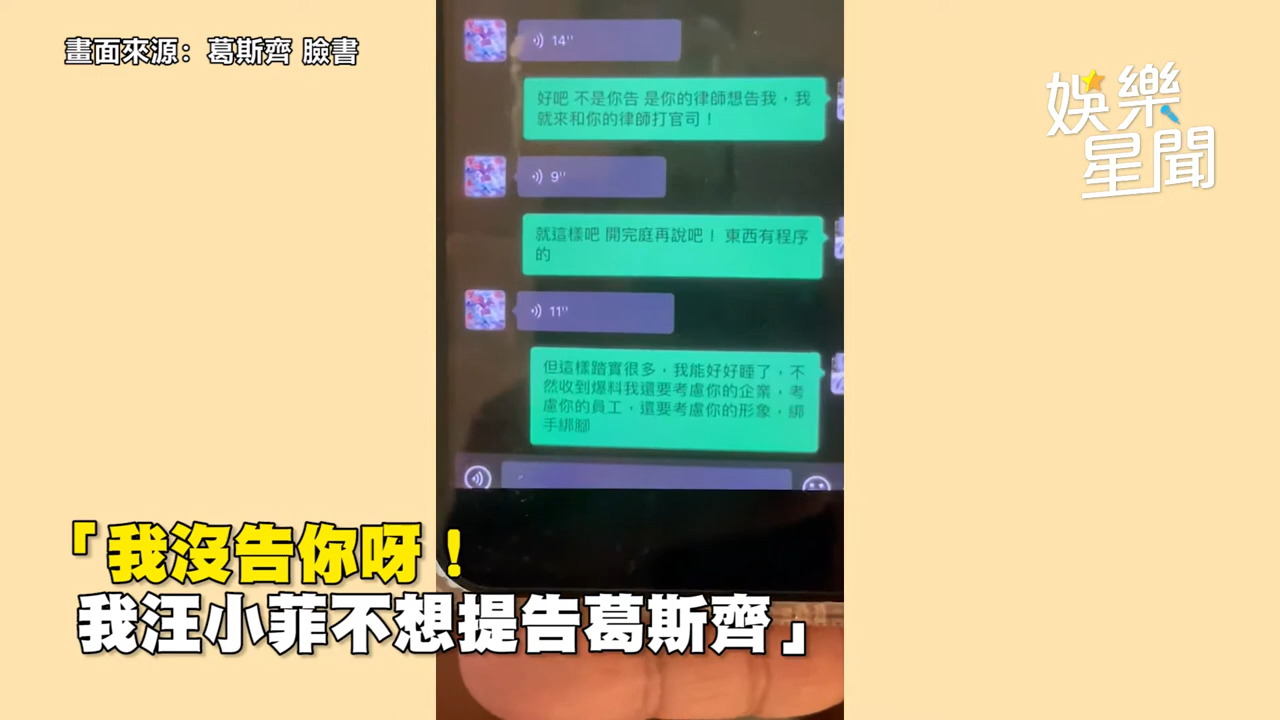 畫面來源：葛斯齊 臉書
娛樂
星聞
14''
好吧 不是你告 是你的律師想告我，我
就來和你的律師打官司！
9''
就這樣吧 開完庭再說吧！ 東西有程序
的
11''
但這樣踏實很多，我能好好睡了，不
然收到爆料我還要考慮你的企業，考
慮你的員工，還要考慮你的形象，綁
手綁腳
「我沒告你呀！
我汪小菲不想提告葛斯齊」